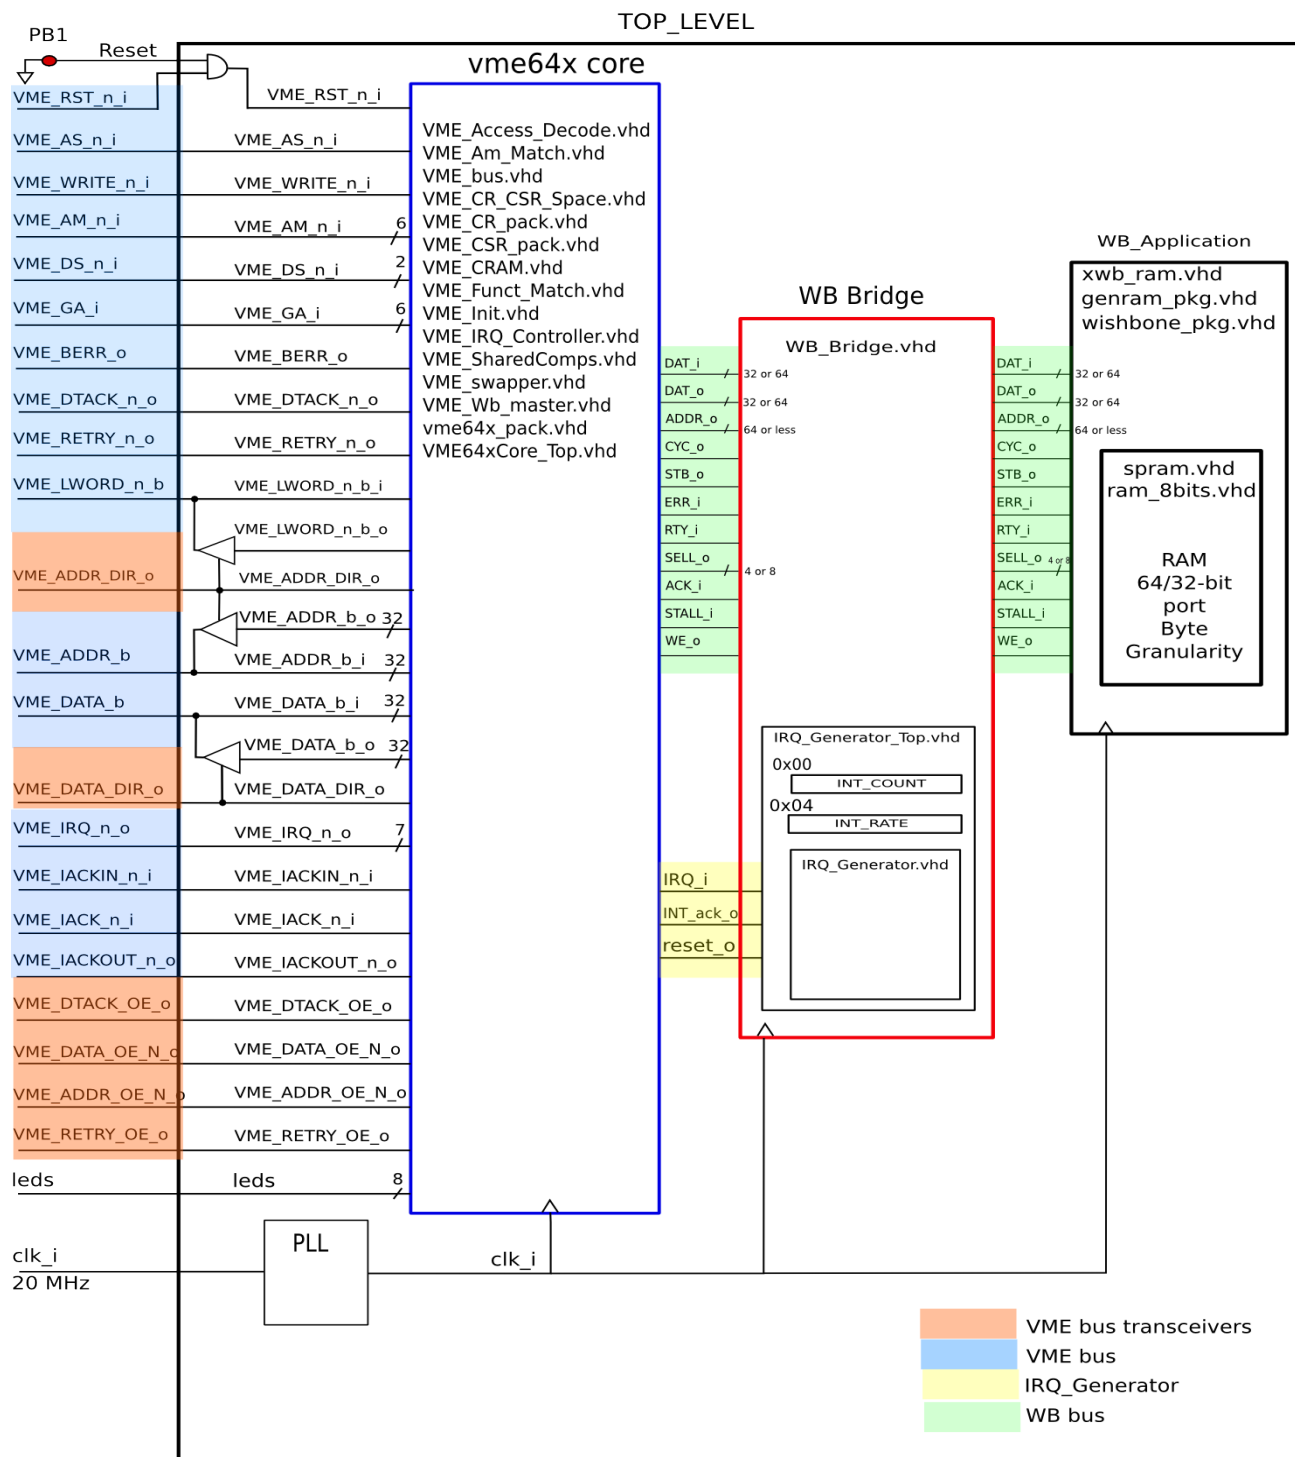 TOP_LEVEL
PB1
Reset
vme64x core
VME_RST_n_i
VME_AS_n_i
VME_WRITE_n_i
VME_AM_n_i
VME_DS_n_i
VME_GA_i
VME_BERR_o
VME_DTACK_n_o
VME_RETRY_n_o
VME_LWORD_n_b
VME_ADDR_DIR_o
VME_ADDR_b
VME_DATA_b
VME_DATA_DIR_o
VME_IRQ_n_o
VME_IACKIN_n_i
VME_IACK_n_i
VME_IACKOUT_n_o
VME_DTACK_OE_o
VME_DATA_OE_N_o
VME_ADDR_OE_N_o
VME_RETRY_OE_o
leds
clk_i
20 MHz
VME_RST_n_i
VME_AS_n_i
VME_WRITE_n_i
VME_AM_n_i 6
VME_DS_n_i 2
VME_GA_i 6
VME_BERR_o
VME_DTACK_n_o
VME_RETRY_n_o
VME_LWORD_n_b_i
VME_LWORD_n_b_o
VME_ADDR_DIR_o
VME_ADDR_b_o 32
VME_ADDR_b_i 32
VME_DATA_b_i 32
VME_DATA_b_o 32
VME_DATA_DIR_o
VME_IRQ_n_o 7
VME_IACKIN_n_i
VME_IACK_n_i
VME_IACKOUT_n_o
VME_DTACK_OE_o
VME_DATA_OE_N_o
VME_ADDR_OE_N_o
VME_RETRY_OE_o
leds 8
PLL
clk_i
VME_Access_Decode.vhd
VME_Am_Match.vhd
VME_bus.vhd
VME_CR_CSR_Space.vhd
VME_CR_pack.vhd
VME_CSR_pack.vhd
VME_CRAM.vhd
VME_Funct_Match.vhd
VME_Init.vhd
VME_IRQ_Controller.vhd
VME_SharedComps.vhd
VME_swapper.vhd
VME_Wb_master.vhd
vme64x_pack.vhd
VME64xCore_Top.vhd
DAT_i
DAT_o
ADDR_o
CYC_o
STB_o
ERR_i
RTY_i
SELL_o
ACK_i
STALL_i
WE_o
IRQ_i
INT_ack_o
reset_o
WB Bridge
WB_Bridge.vhd
32 or 64
32 or 64
64 or less
4 or 8
IRQ_Generator_Top.vhd
0x00
INT_COUNT
0x04
INT_RATE
IRQ_Generator.vhd
DAT_i
DAT_o
ADDR_o
CYC_o
STB_o
ERR_i
RTY_i
SELL_o 4 or 8
ACK_i
STALL_i
WE_o
WB_Application
xwb_ram.vhd
genram_pkg.vhd
wishbone_pkg.vhd
32 or 64
32 or 64
64 or less
spram.vhd
ram_8bits.vhd
RAM
64/32-bit
port
Byte
Granularity
VME bus transceivers
VME bus
IRQ_Generator
WB bus